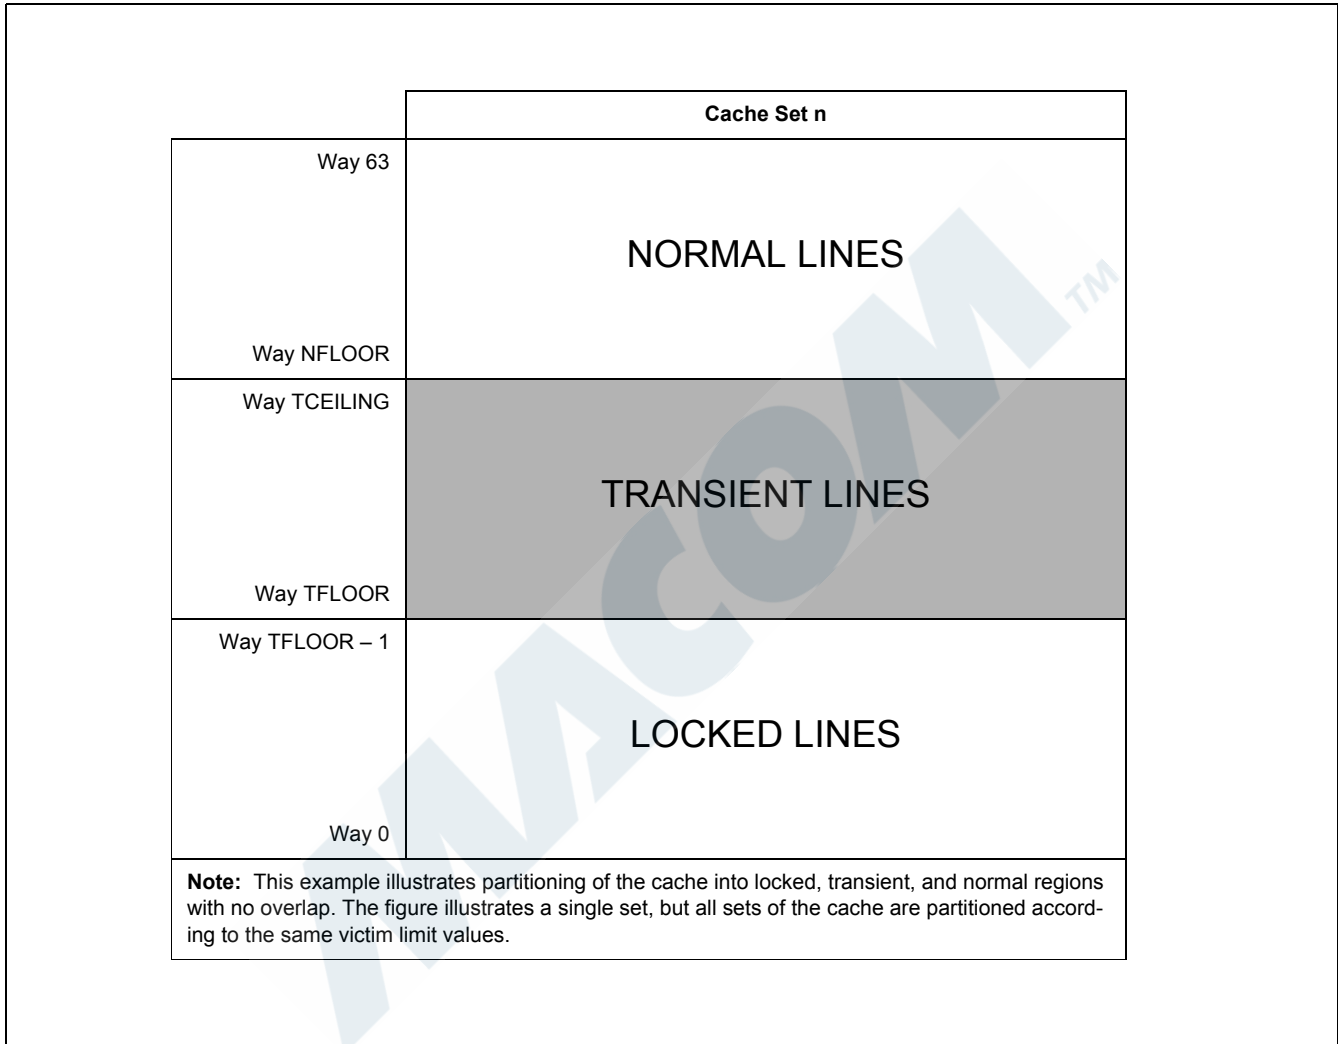 Cache Set n
Way 63
NORMAL LINES
Way NFLOOR
Way TCEILING
TRANSIENT LINES
Way TFLOOR
Way TFLOOR – 1
LOCKED LINES
Way 0
Note: This example illustrates partitioning of the cache into locked, transient, and normal regions
with no overlap. The figure illustrates a single set, but all sets of the cache are partitioned accord-
ing to the same victim limit values.
MACOM™